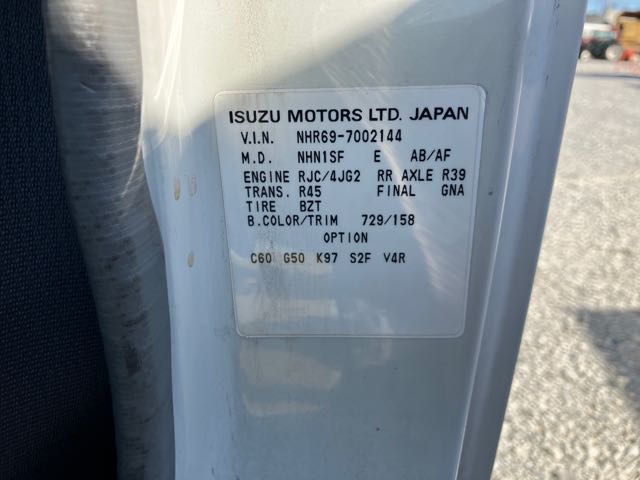 ISUZU MOTORS LTD. JAPAN
V.I.N. NHR69-7002144
M.D. NHN1SF E AB/AF
ENGINE RJC/4JG2 RR AXLE R39
TRANS. R45 FINAL GNA
TIRE BZT
B.COLOR/TRIM 729/158
OPTION
C60 G50 K97 S2F V4R